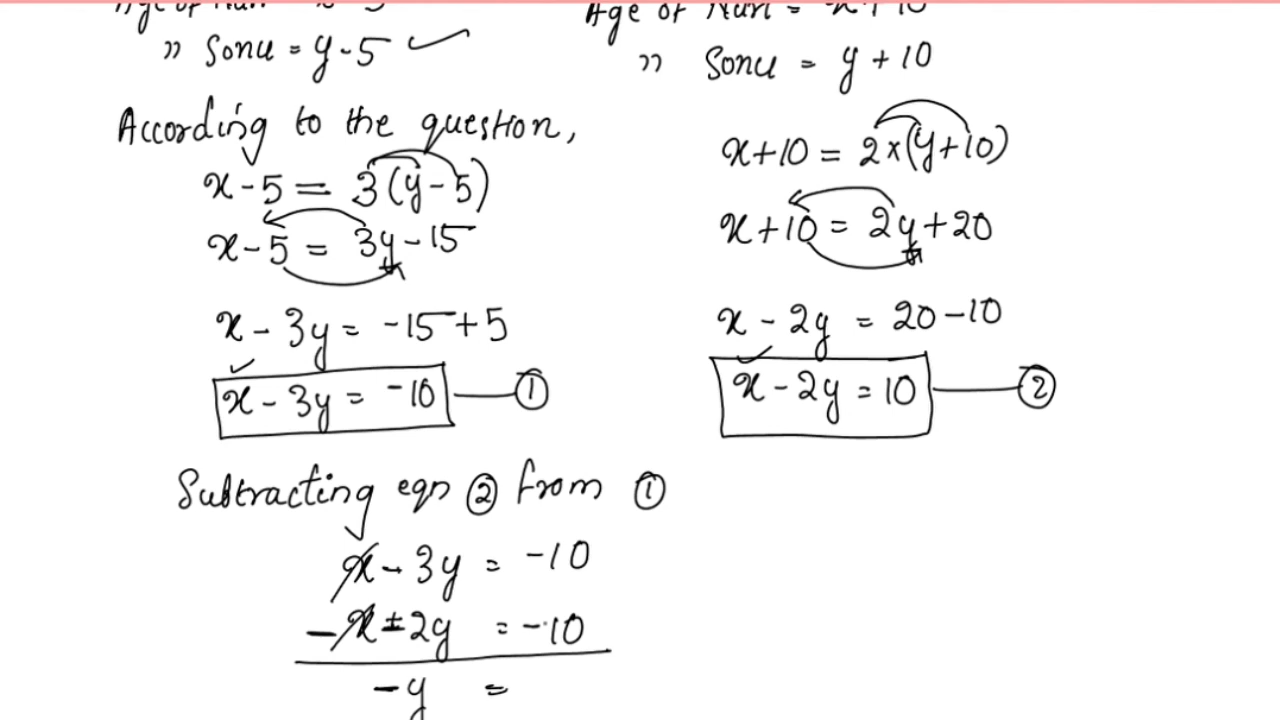 Age of Nuri = x + 10
" Sonu = y - 5 ✓
" Sonu = y + 10
According to the question,
x - 5 = 3(y - 5)
x - 5 = 3y - 15
x - 3y = -15 + 5
x - 3y = -10 — ①
x + 10 = 2×(y + 10)
x + 10 = 2y + 20
x - 2y = 20 - 10
x - 2y = 10 — ②
Subtracting eqn ② from ①
x - 3y = -10
- x ± 2y = -10
- y =